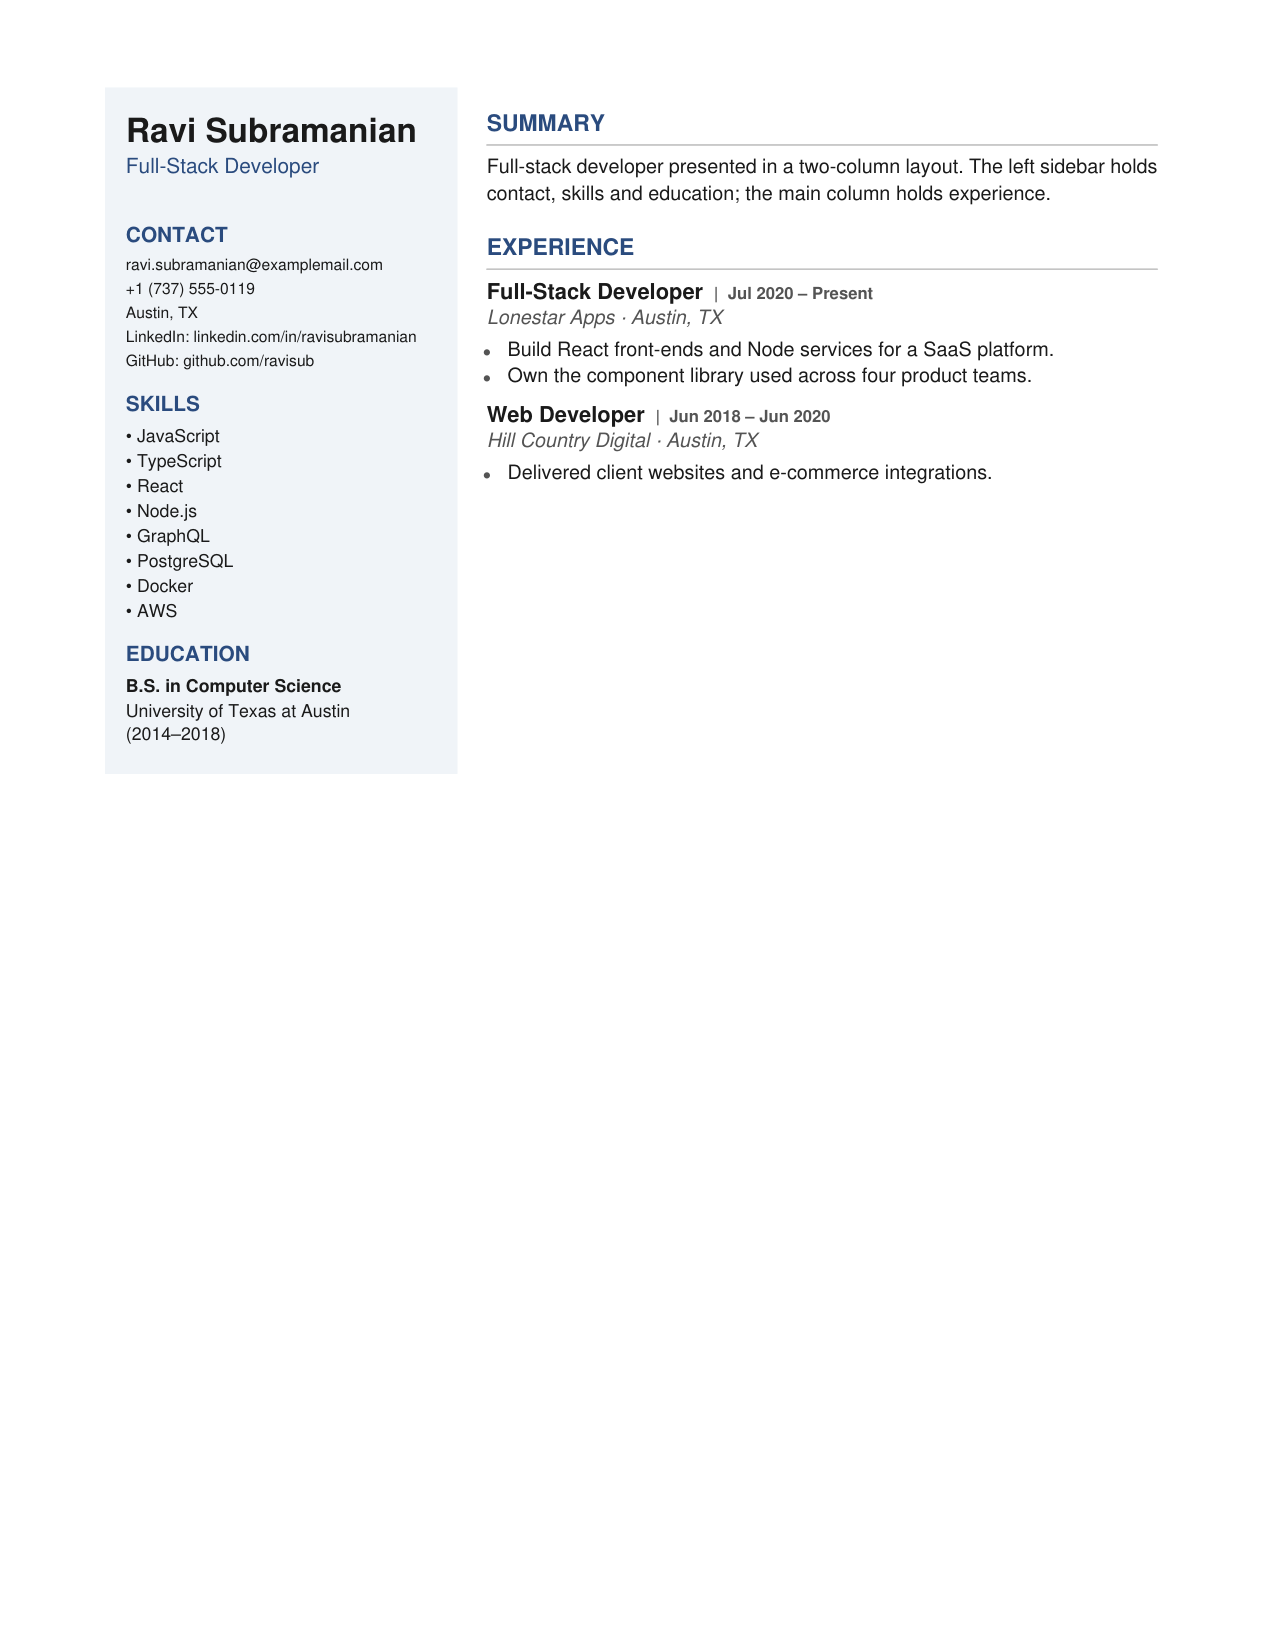 Ravi Subramanian
Full-Stack Developer
CONTACT
ravi.subramanian@examplemail.com
+1 (737) 555-0119
Austin, TX
LinkedIn: linkedin.com/in/ravisubramanian
GitHub: github.com/ravisub
SKILLS
• JavaScript
• TypeScript
• React
• Node.js
• GraphQL
• PostgreSQL
• Docker
• AWS
EDUCATION
B.S. in Computer Science
University of Texas at Austin
(2014–2018)
SUMMARY
Full-stack developer presented in a two-column layout. The left sidebar holds
contact, skills and education; the main column holds experience.
EXPERIENCE
Full-Stack Developer | Jul 2020 – Present
Lonestar Apps · Austin, TX
• Build React front-ends and Node services for a SaaS platform.
• Own the component library used across four product teams.
Web Developer | Jun 2018 – Jun 2020
Hill Country Digital · Austin, TX
• Delivered client websites and e-commerce integrations.